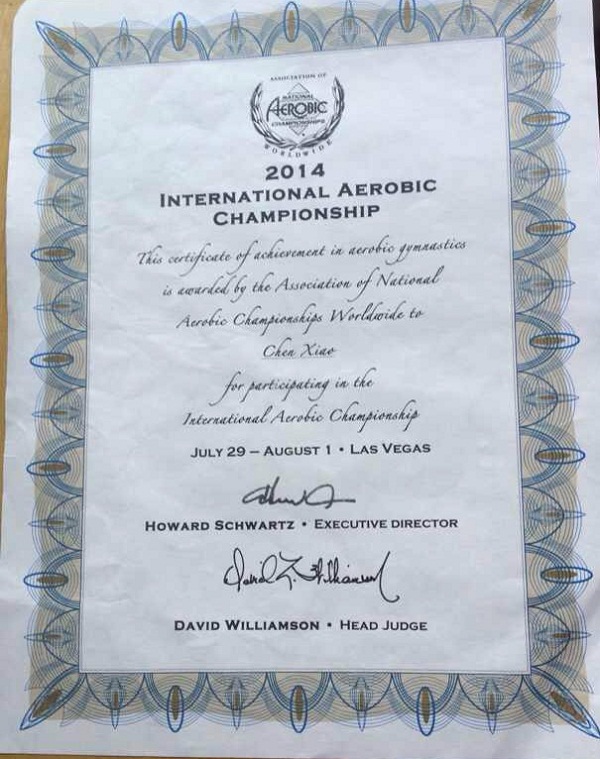 ASSOCIATION OF
NATIONAL
AEROBIC
CHAMPIONSHIPS
WORLDWIDE
2014
INTERNATIONAL AEROBIC
CHAMPIONSHIP
This certificate of achievement in aerobic gymnastics
is awarded by the Association of National
Aerobic Championships Worldwide to
Chen Xiao
for participating in the
International Aerobic Championship
JULY 29 – AUGUST 1 • LAS VEGAS
HOWARD SCHWARTZ • EXECUTIVE DIRECTOR
David L. Williamson
DAVID WILLIAMSON • HEAD JUDGE